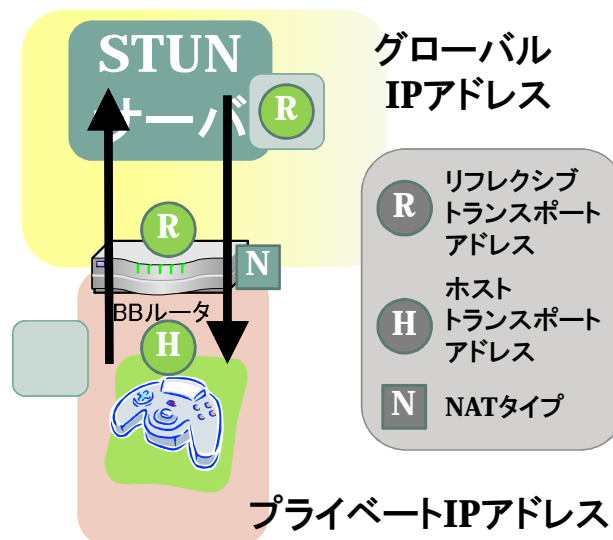 STUN
サーバ
R
グローバル
IPアドレス
R
N
BBルータ
H
R
リフレクシブ
トランスポート
アドレス
H
ホスト
トランスポート
アドレス
N
NATタイプ
プライベートIPアドレス